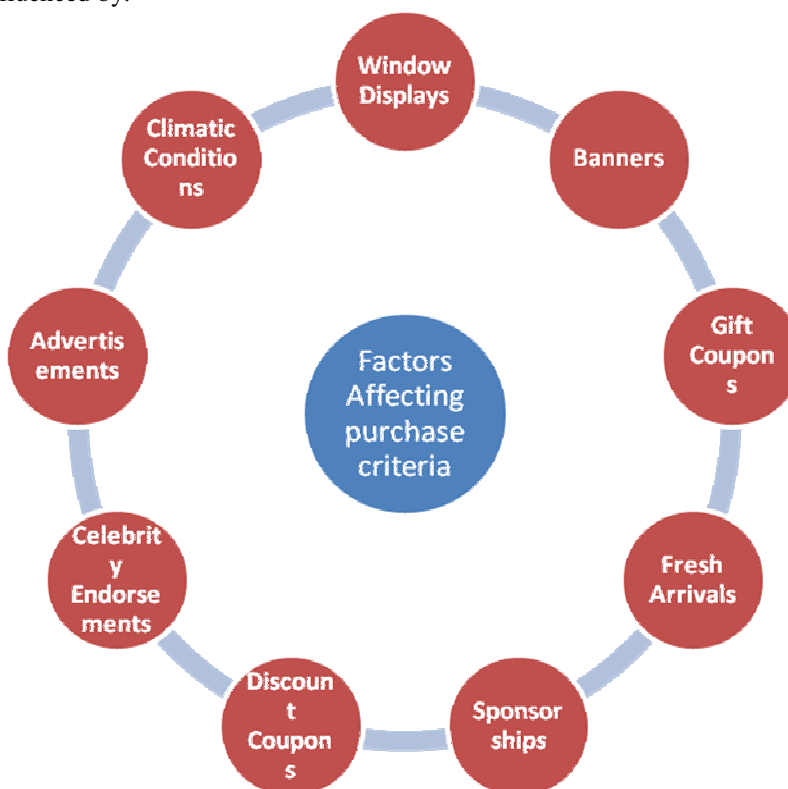 Window
Displays
Banners
Gift
Coupon
s
Fresh
Arrivals
Sponsor
ships
Discoun
t
Coupon
s
Celebrit
y
Endorse
ments
Advertis
ements
Climatic
Conditio
ns
Factors
Affecting
purchase
criteria